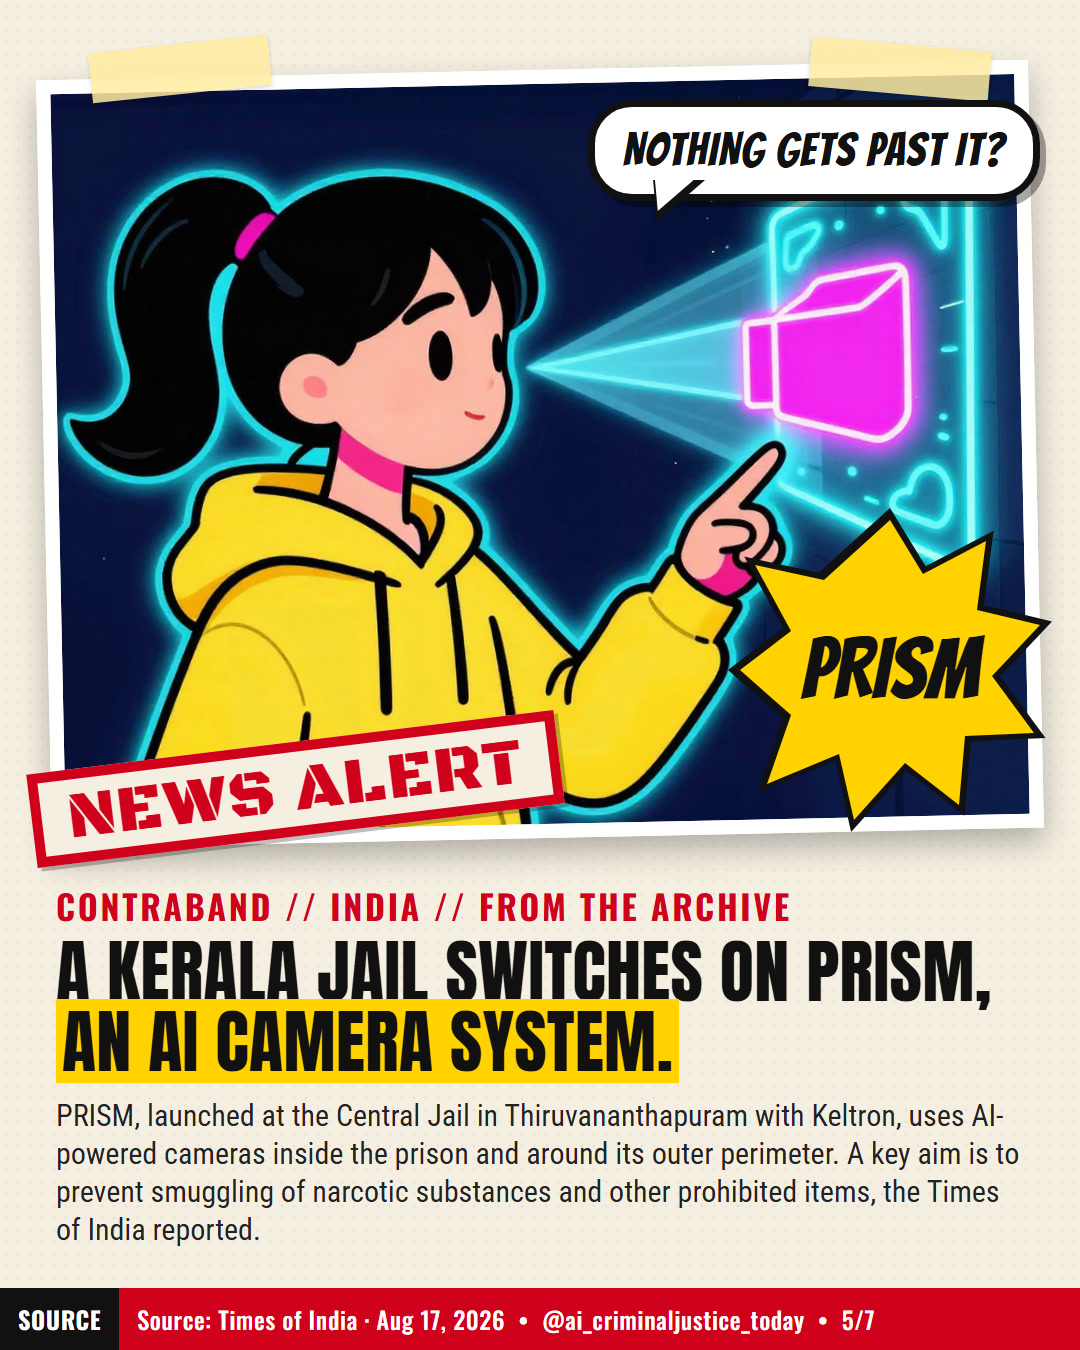 NOTHING GETS PAST IT?
PRISM
NEWS ALERT
CONTRABAND // INDIA // FROM THE ARCHIVE
A KERALA JAIL SWITCHES ON PRISM,
AN AI CAMERA SYSTEM.
PRISM, launched at the Central Jail in Thiruvananthapuram with Keltron, uses AI-
powered cameras inside the prison and around its outer perimeter. A key aim is to
prevent smuggling of narcotic substances and other prohibited items, the Times
of India reported.
SOURCE Source: Times of India · Aug 17, 2026 • @ai_criminaljustice_today • 5/7